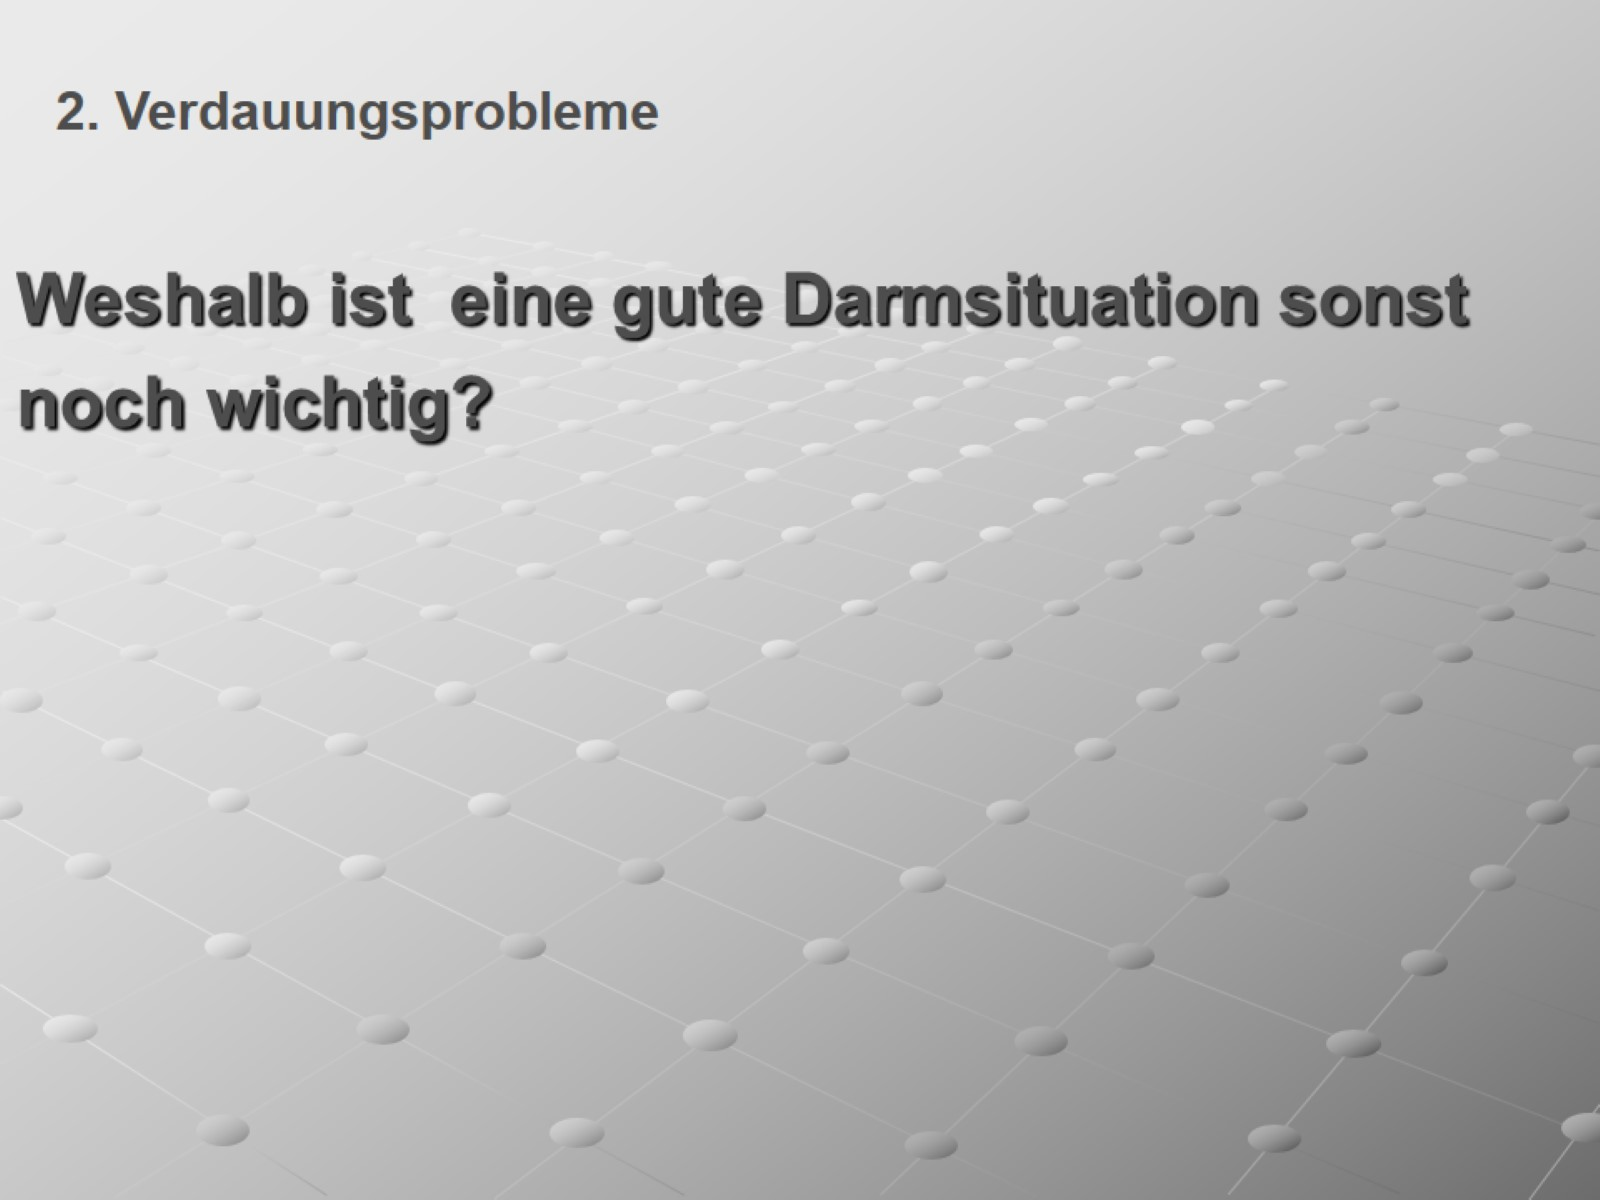 2. Verdauungsprobleme
Weshalb ist  eine gute Darmsituation sonst
noch wichtig?